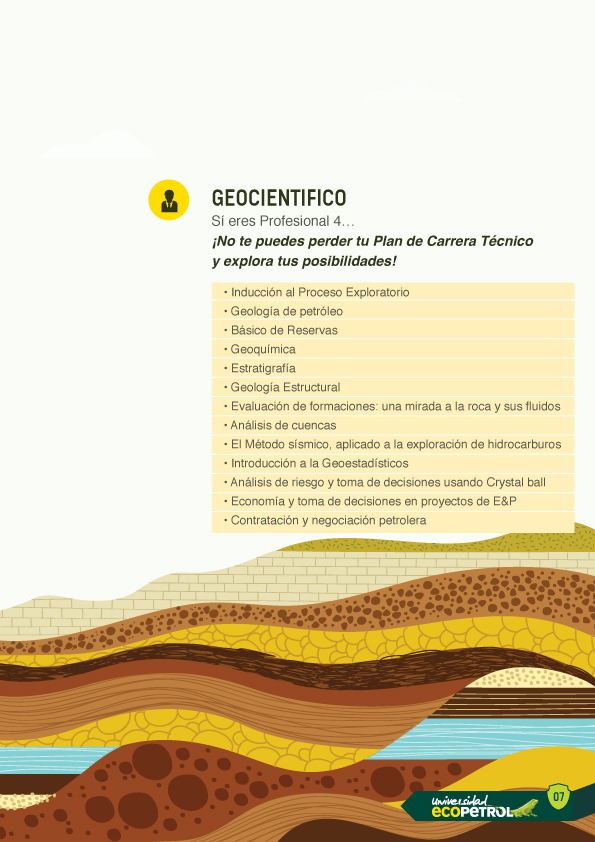 GEOCIENTIFICO
Sí eres Profesional 4...
¡No te puedes perder tu Plan de Carrera Técnico
y explora tus posibilidades!
• Inducción al Proceso Exploratorio
• Geología de petróleo
• Básico de Reservas
• Geoquímica
• Estratigrafía
• Geología Estructural
• Evaluación de formaciones: una mirada a la roca y sus fluidos
• Análisis de cuencas
• El Método sísmico, aplicado a la exploración de hidrocarburos
• Introducción a la Geoestadísticos
• Análisis de riesgo y toma de decisiones usando Crystal ball
• Economía y toma de decisiones en proyectos de E&P
• Contratación y negociación petrolera
Universidad
ECOPETROL
07